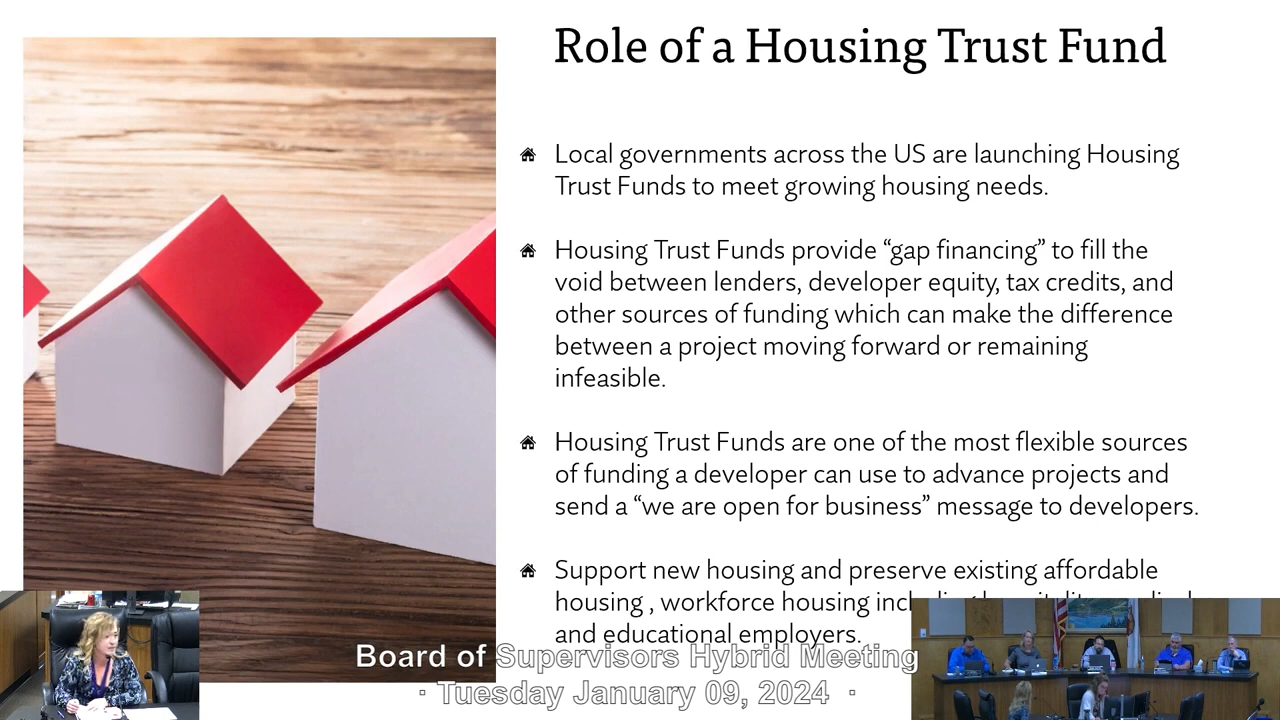 Role of a Housing Trust Fund
Local governments across the US are launching Housing
Trust Funds to meet growing housing needs.
Housing Trust Funds provide “gap financing” to fill the
void between lenders, developer equity, tax credits, and
other sources of funding which can make the difference
between a project moving forward or remaining
infeasible.
Housing Trust Funds are one of the most flexible sources
of funding a developer can use to advance projects and
send a “we are open for business” message to developers.
Support new housing and preserve existing affordable
housing , workforce housing
and educational employers.
Board of Supervisors Hybrid Meeting
· Tuesday January 09, 2024 ·